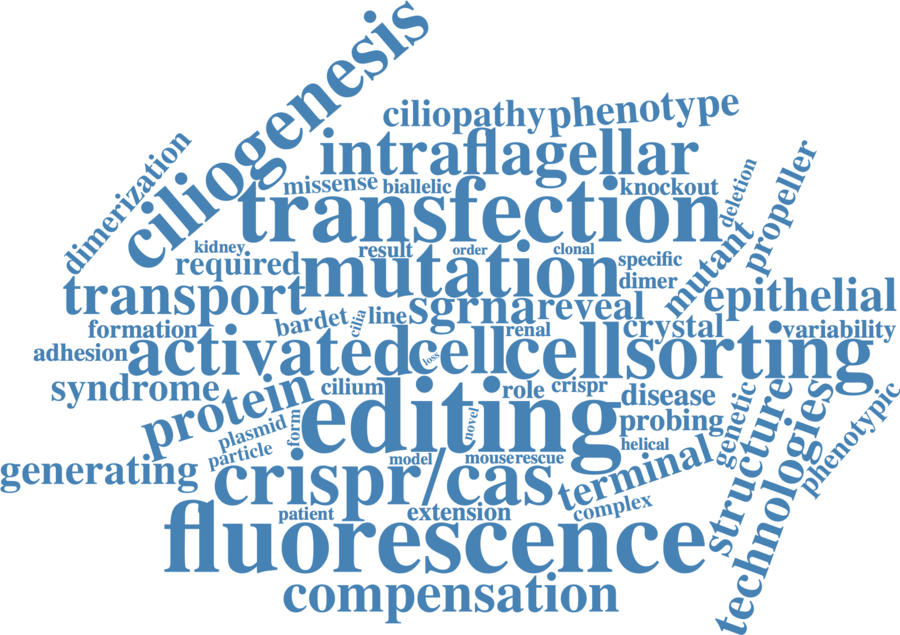 ciliogenesis
ciliopathy
phenotype
intraflagellar
dimerization
missense
biallelic
knockout
deletion
propeller
transfection
kidney
result
order
clonal
specific
required
mutation
dimer
mutant
transport
sgrna
reveal
epithelial
formation
bardet
cilia
line
renal
crystal
variability
adhesion
activated
cell
loss
cell
sorting
syndrome
protein
cilium
editing
role
crispr
disease
genetic
structure
technologies
phenotypic
plasmid
form
novel
probing
helical
particle
generating
model
mouse
rescue
crispr/cas
terminal
patient
extension
complex
fluorescence
compensation